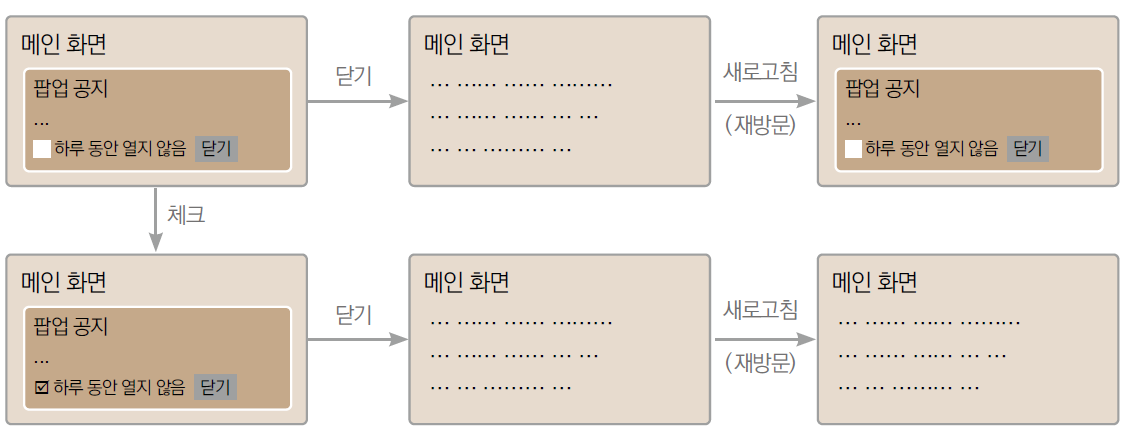 메인 화면
팝업 공지
...
하루 동안 열지 않음 닫기
닫기
메인 화면
... ...... ...... .........
... ...... ...... ... ...
... ... ......... ...
새로고침
(재방문)
메인 화면
팝업 공지
...
하루 동안 열지 않음 닫기
체크
메인 화면
팝업 공지
...
☑ 하루 동안 열지 않음 닫기
닫기
메인 화면
... ...... ...... .........
... ...... ...... ... ...
... ... ......... ...
새로고침
(재방문)
메인 화면
... ...... ...... .........
... ...... ...... ... ...
... ... ......... ...